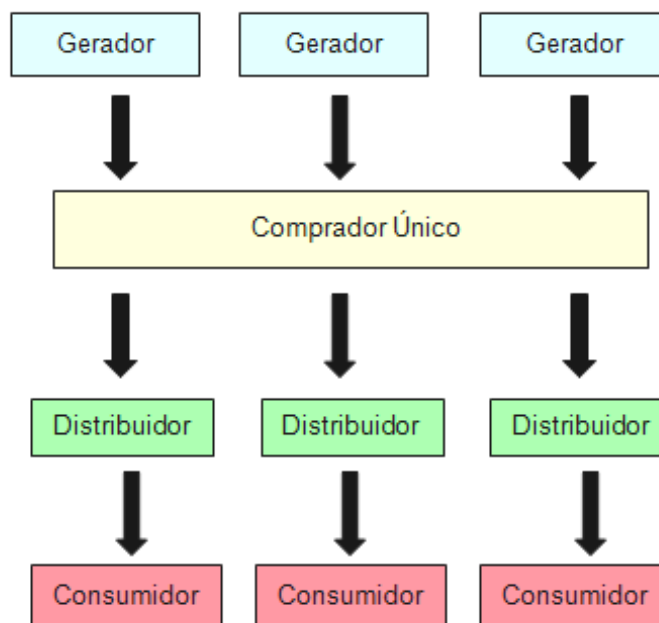 Gerador
Gerador
Gerador
Comprador Único
Distribuidor
Distribuidor
Distribuidor
Consumidor
Consumidor
Consumidor